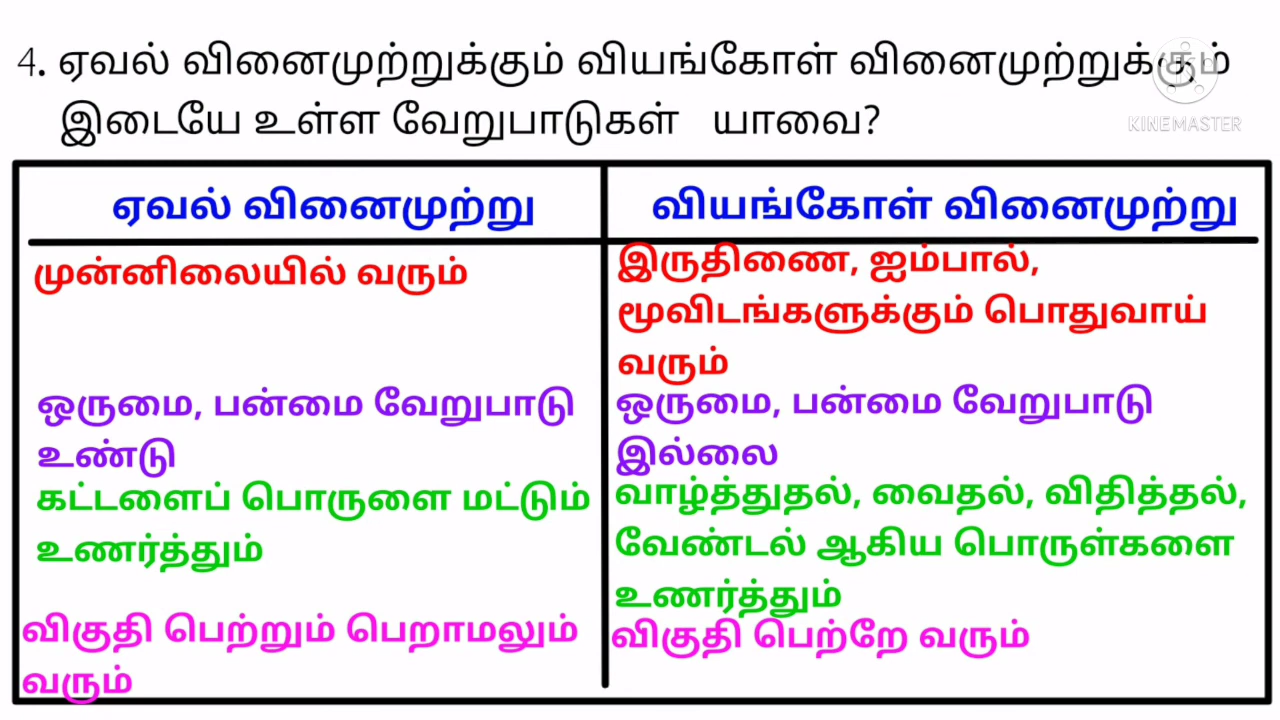 4. ஏவல் வினைமுற்றுக்கும் வியங்கோள் வினைமுற்றுக்கும்
இடையே உள்ள வேறுபாடுகள் யாவை?
KINEMASTER
ஏவல் வினைமுற்று
வியங்கோள் வினைமுற்று
முன்னிலையில் வரும்
இருதிணை, ஐம்பால்,
மூவிடங்களுக்கும் பொதுவாய்
வரும்
ஒருமை, பன்மை வேறுபாடு
உண்டு
ஒருமை, பன்மை வேறுபாடு
இல்லை
கட்டளைப் பொருளை மட்டும்
உணர்த்தும்
வாழ்த்துதல், வைதல், விதித்தல்,
வேண்டல் ஆகிய பொருள்களை
உணர்த்தும்
விகுதி பெற்றும் பெறாமலும்
வரும்
விகுதி பெற்றே வரும்